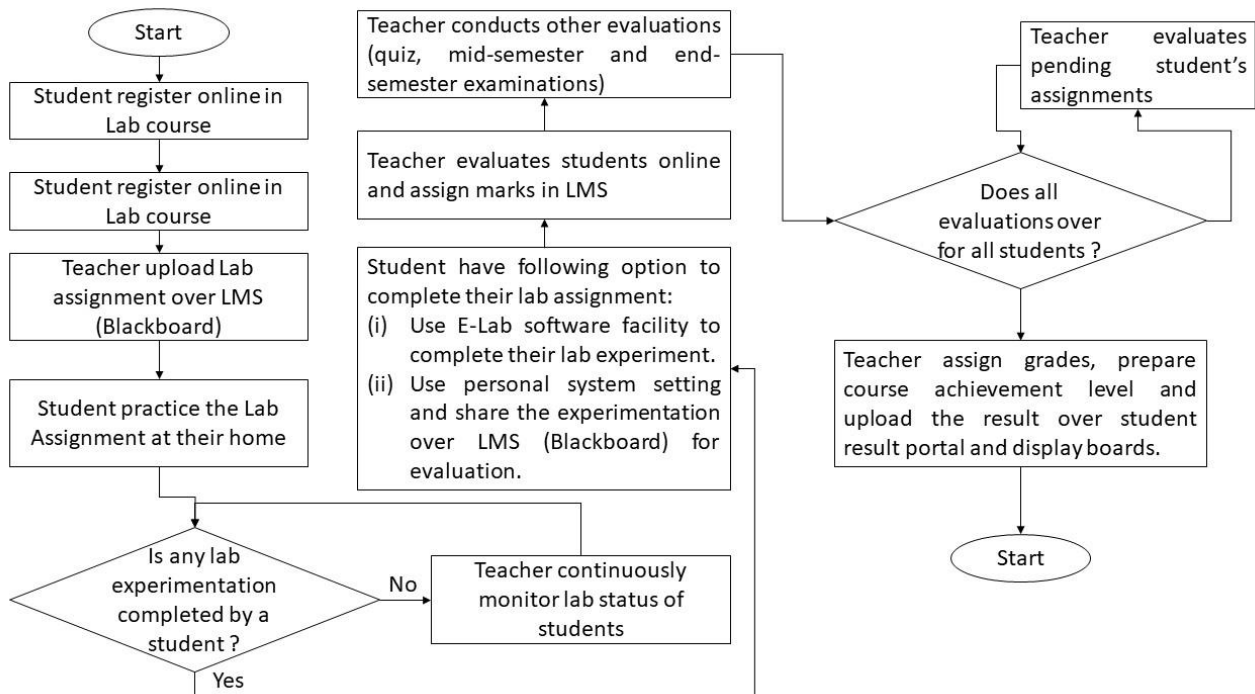 Start
Student register online in
Lab course
Student register online in
Lab course
Teacher upload Lab
assignment over LMS
(Blackboard)
Student practice the Lab
Assignment at their home
Is any lab
experimentation
completed by a
student ?
No
Yes
Teacher continuously
monitor lab status of
students
Student have following option to
complete their lab assignment:
(i) Use E-Lab software facility to
complete their lab experiment.
(ii) Use personal system setting
and share the experimentation
over LMS (Blackboard) for
evaluation.
Teacher evaluates students online
and assign marks in LMS
Teacher conducts other evaluations
(quiz, mid-semester and end-
semester examinations)
Does all
evaluations over
for all students ?
Teacher evaluates
pending student’s
assignments
Teacher assign grades, prepare
course achievement level and
upload the result over student
result portal and display boards.
Start